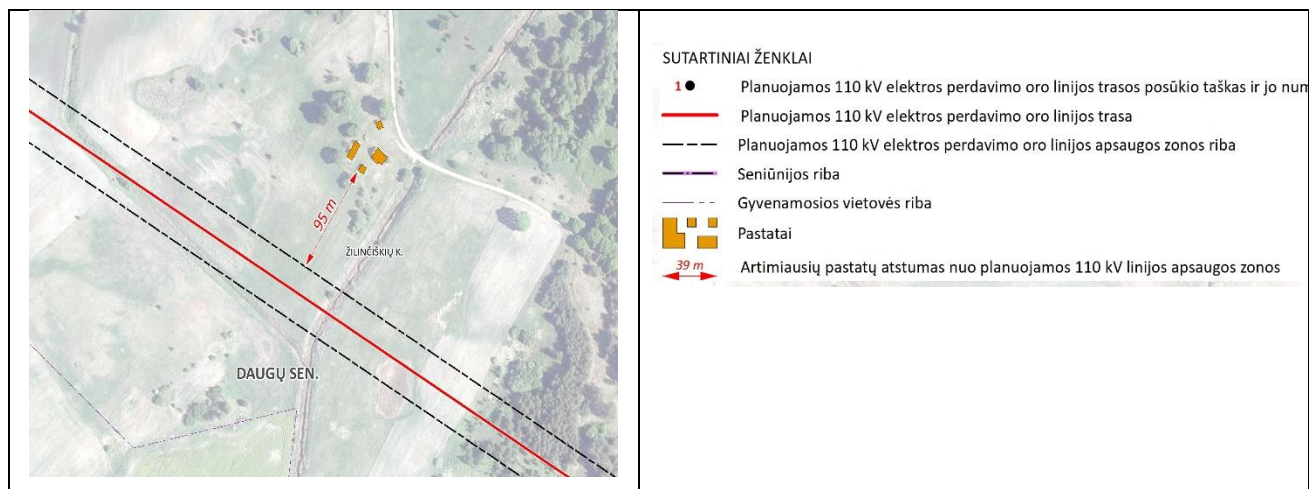 95 m
ŽILINČIŠKIŲ K.
DAUGŲ SEN.
SUTARTINIAI ŽENKLAI
1 Planuojamos 110 kV elektros perdavimo oro linijos trasos posūkio taškas ir jo num
Planuojamos 110 kV elektros perdavimo oro linijos trasa
Planuojamos 110 kV elektros perdavimo oro linijos apsaugos zonos riba
Seniūnijos riba
Gyvenamosios vietovės riba
Pastatai
39 m Artimiausių pastatų atstumas nuo planuojamos 110 kV linijos apsaugos zonos